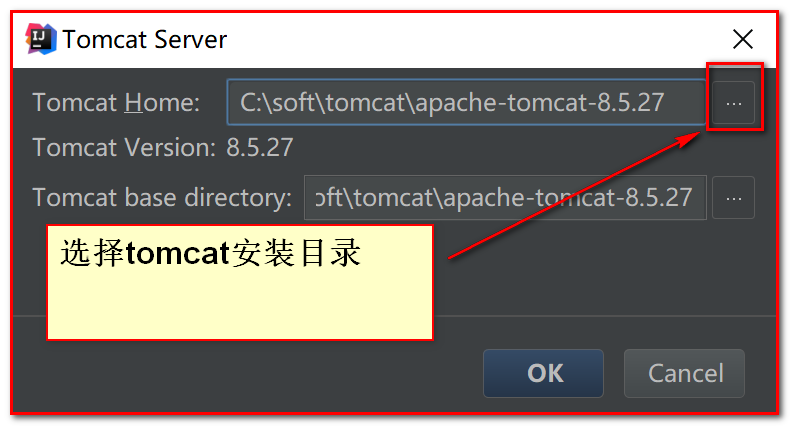 IJ Tomcat Server
Tomcat Home: C:\soft\tomcat\apache-tomcat-8.5.27 ...
Tomcat Version: 8.5.27
Tomcat base directory: oft\tomcat\apache-tomcat-8.5.27 ...
选择tomcat安装目录
OK Cancel